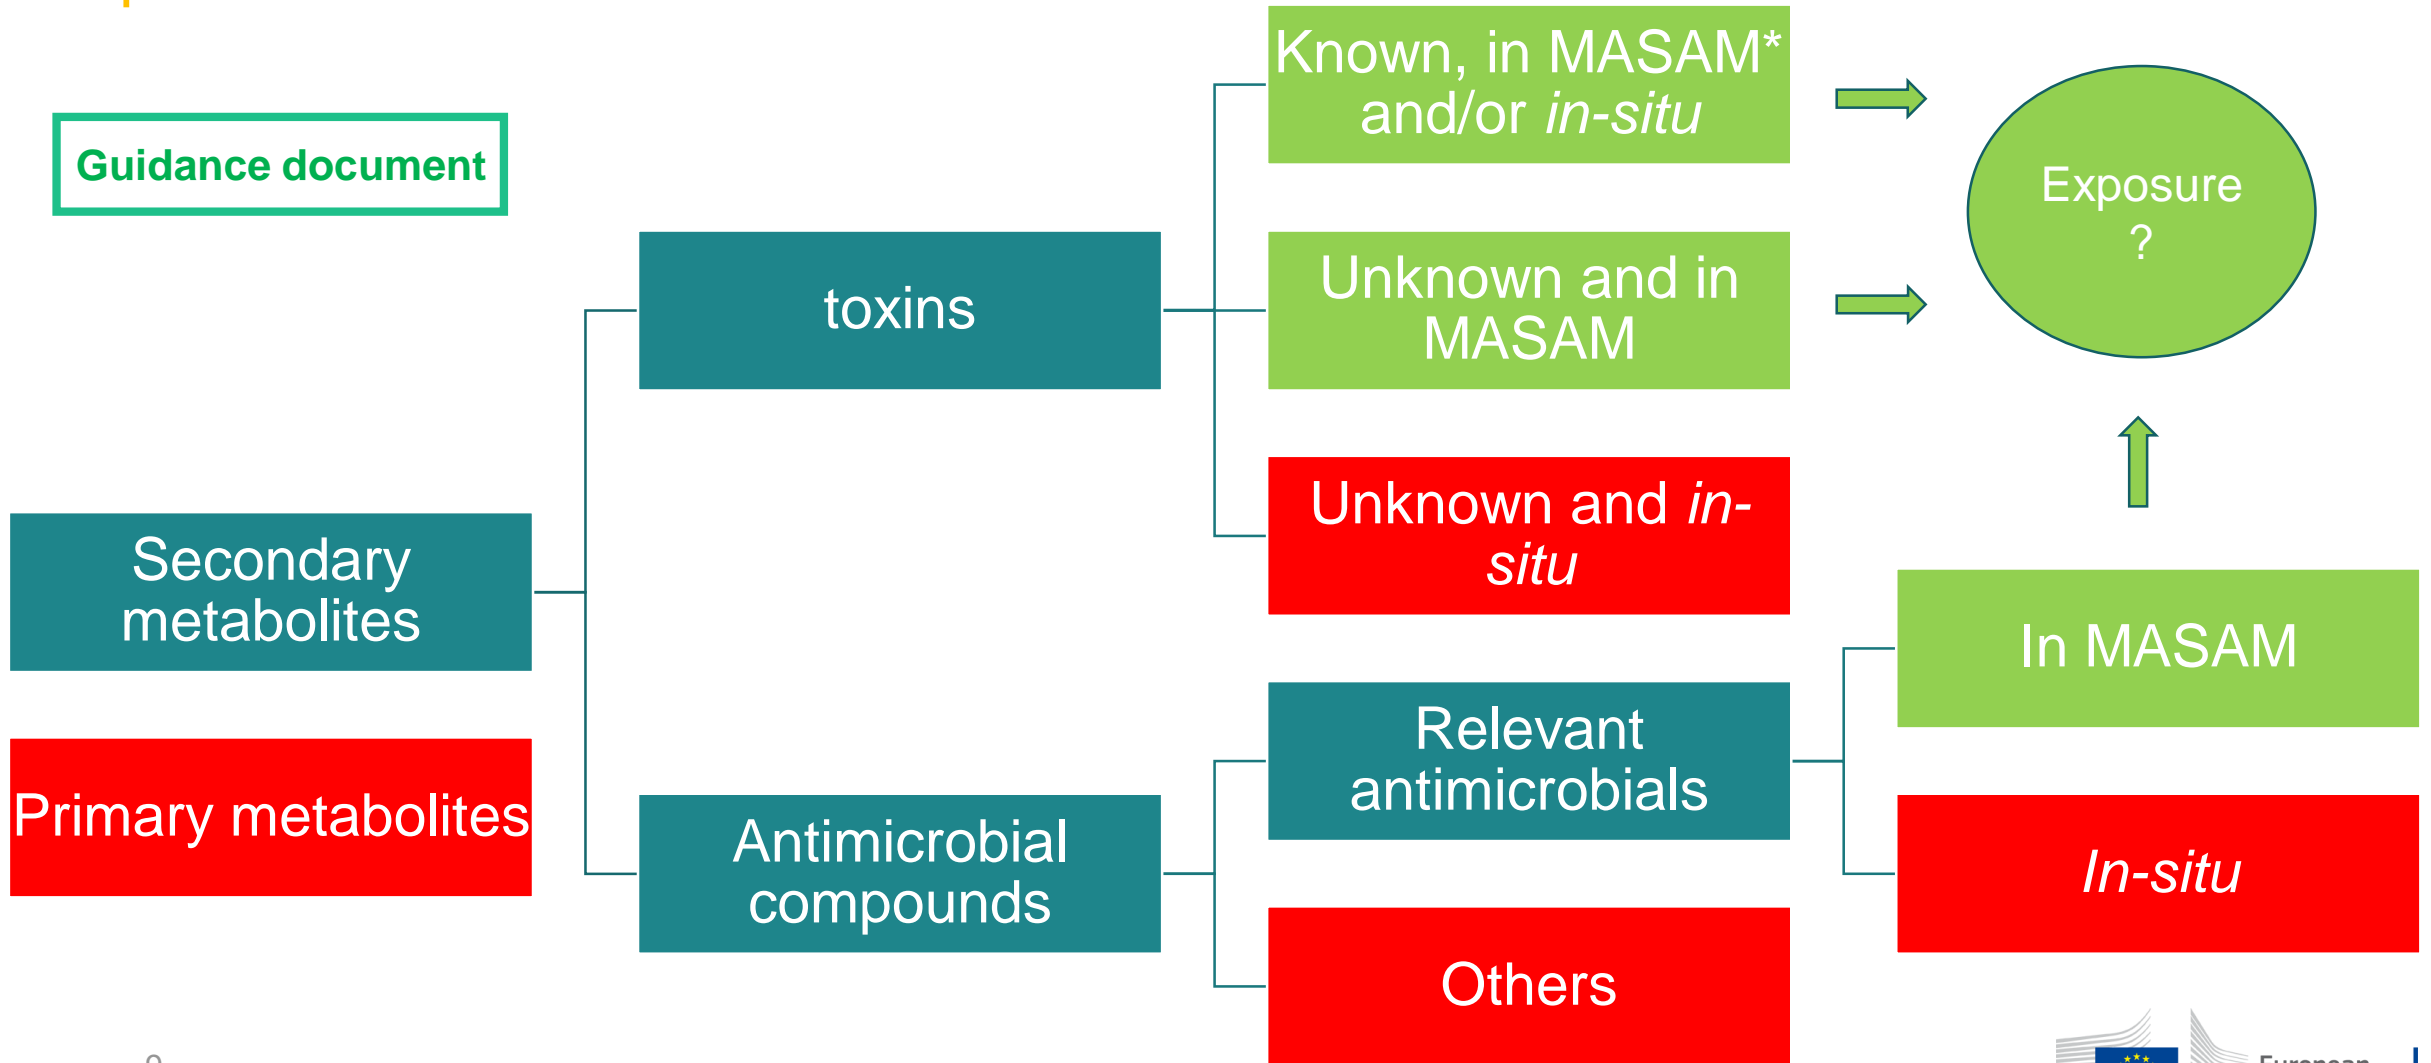 Guidance document
Known, in MASAM*
and/or in-situ
Exposure
?
toxins
Unknown and in
MASAM
Unknown and in-
situ
Secondary
metabolites
Primary metabolites
Antimicrobial
compounds
Relevant
antimicrobials
Others
In MASAM
In-situ
European